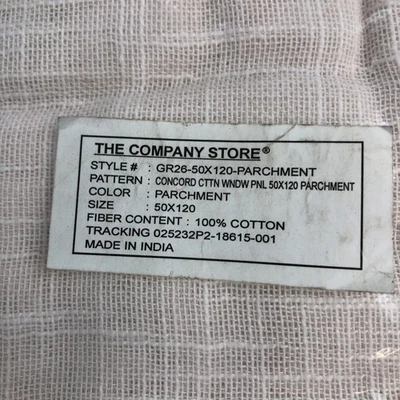 THE COMPANY STORE®
STYLE # : GR26-50X120-PARCHMENT
PATTERN : CONCORD CTTN WNDW PNL 50X120 PARCHMENT
COLOR : PARCHMENT
SIZE : 50X120
FIBER CONTENT : 100% COTTON
TRACKING 025232P2-18615-001
MADE IN INDIA